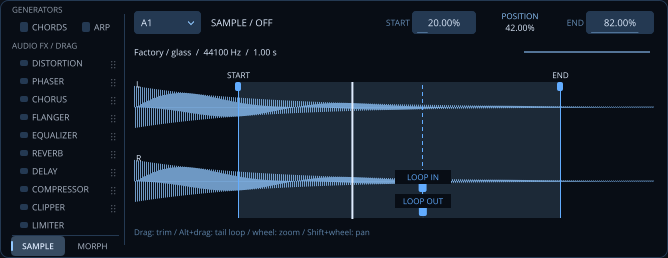 GENERATORS
CHORDS ARP
AUDIO FX / DRAG
DISTORTION
PHASER
CHORUS
FLANGER
EQUALIZER
REVERB
DELAY
COMPRESSOR
CLIPPER
LIMITER
SAMPLE MORPH
A1 SAMPLE / OFF START 20.00% POSITION 42.00% END 82.00%
Factory / glass / 44100 Hz / 1.00 s
START END
L
R
LOOP IN
LOOP OUT
Drag: trim / Alt+drag: tail loop / wheel: zoom / Shift+wheel: pan